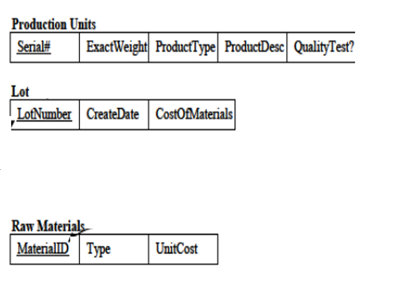 Production Units
Serial# ExactWeight ProductType ProductDesc QualityTest?
Lot
LotNumber CreateDate CostOfMaterials
Raw Materials
MaterialID Type UnitCost